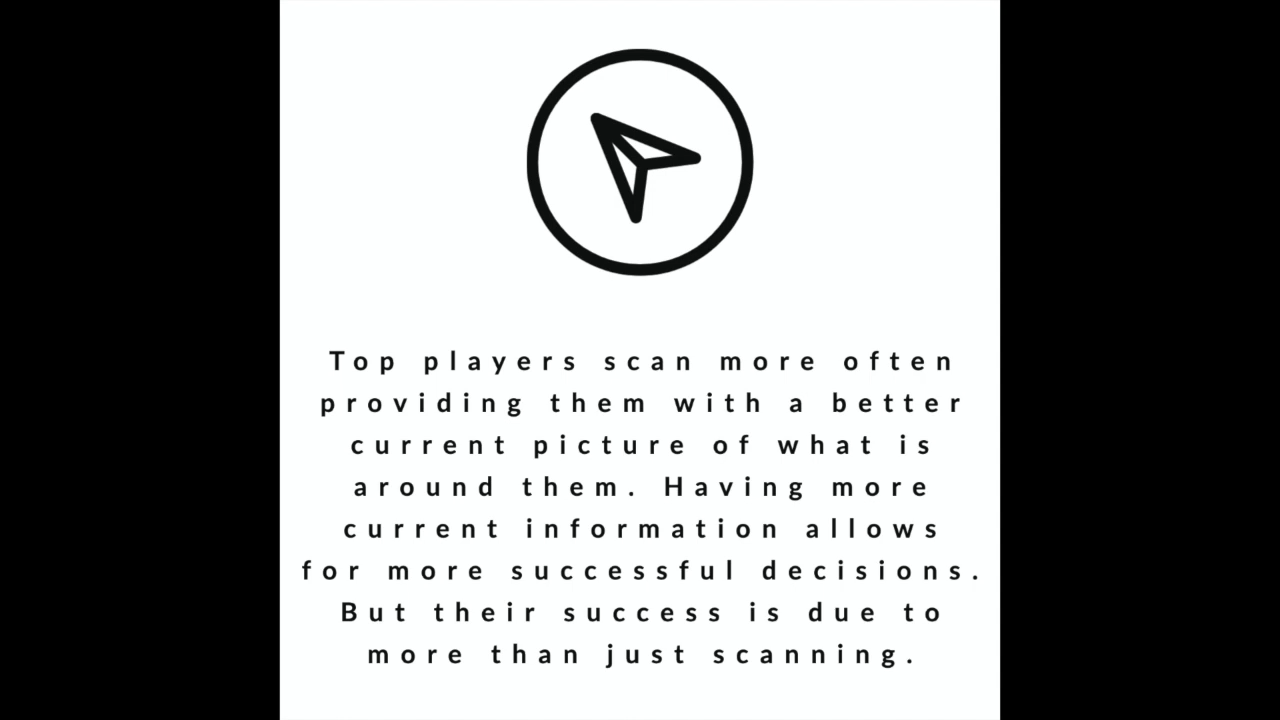 Top players scan more often
providing them with a better
current picture of what is
around them. Having more
current information allows
for more successful decisions.
But their success is due to
more than just scanning.